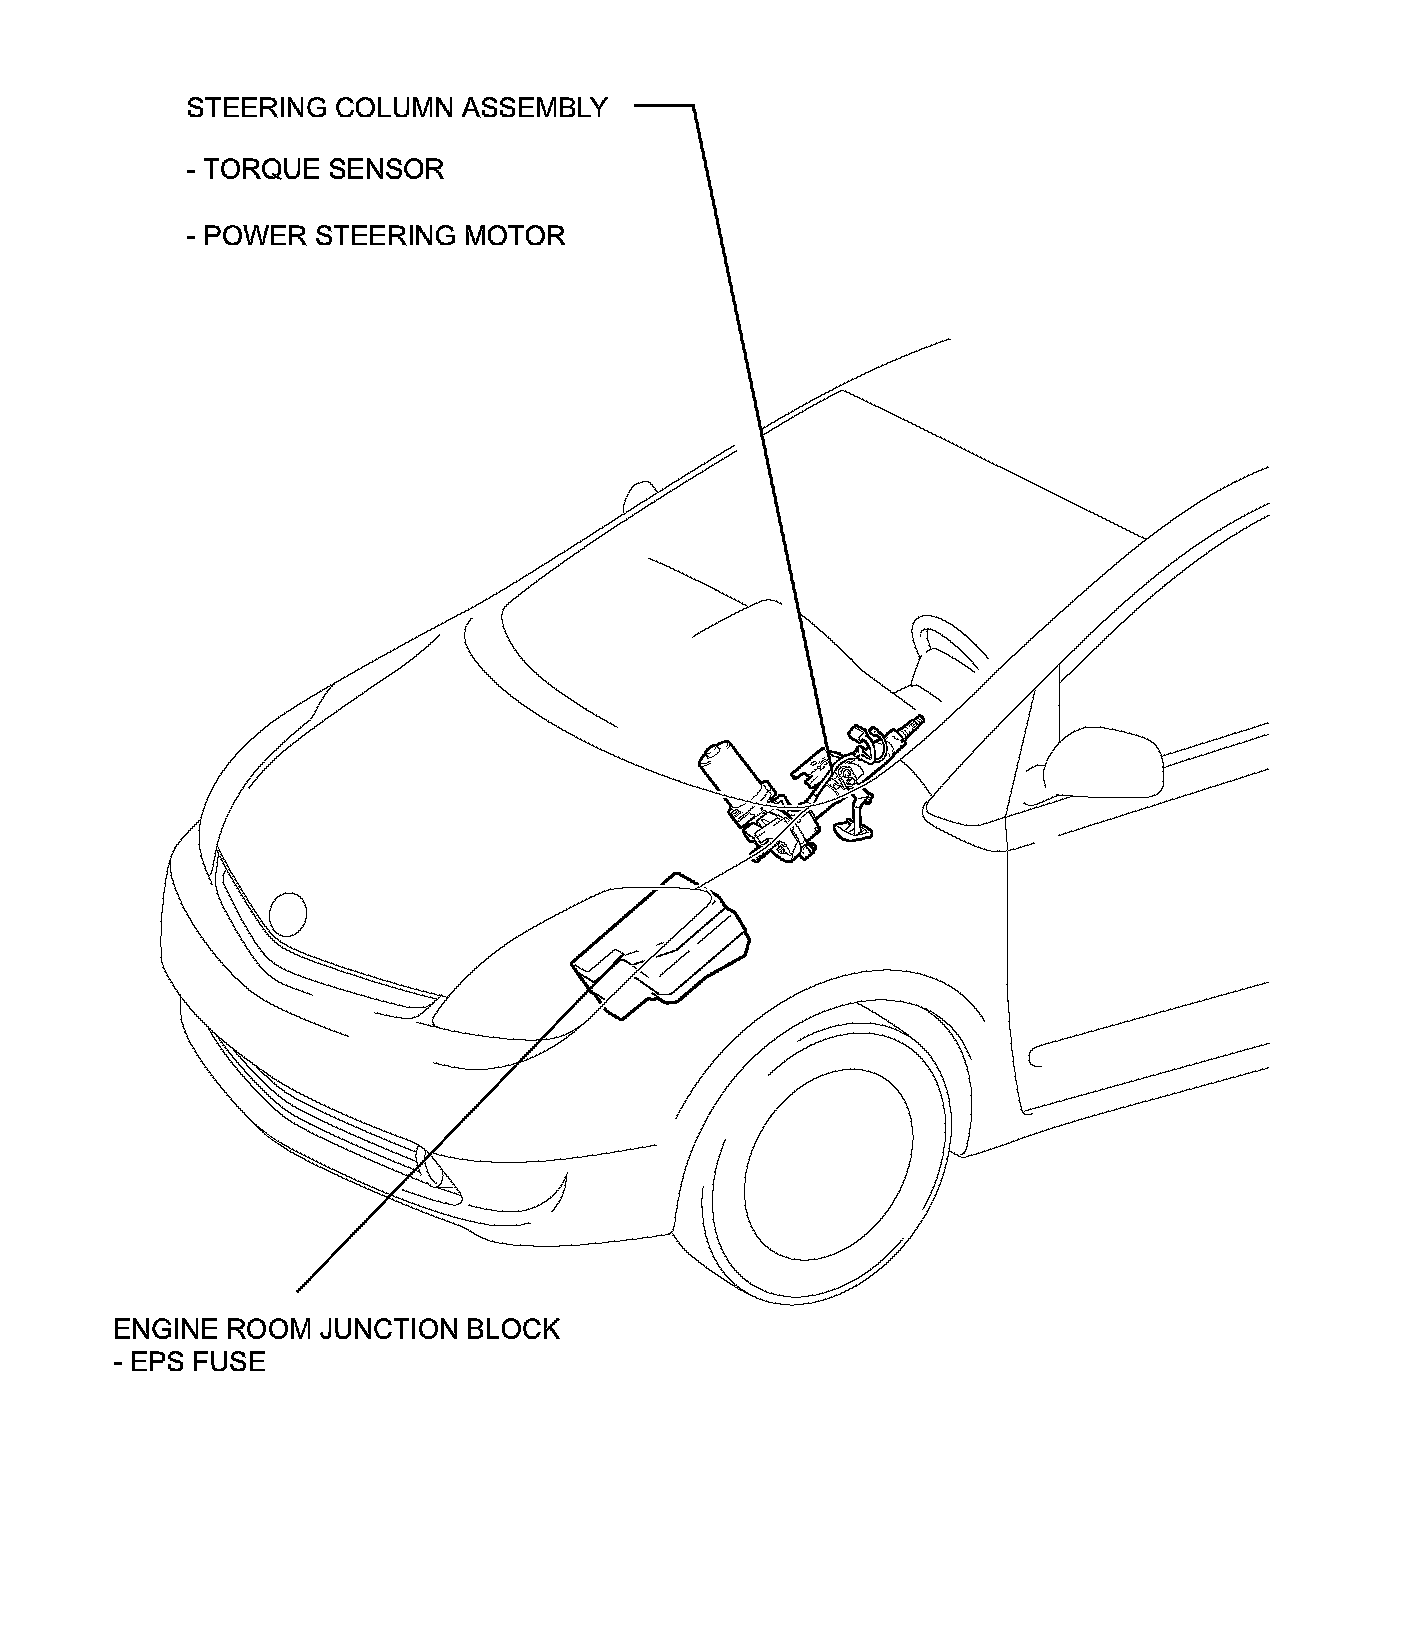 STEERING COLUMN ASSEMBLY
- TORQUE SENSOR
- POWER STEERING MOTOR
ENGINE ROOM JUNCTION BLOCK
- EPS FUSE